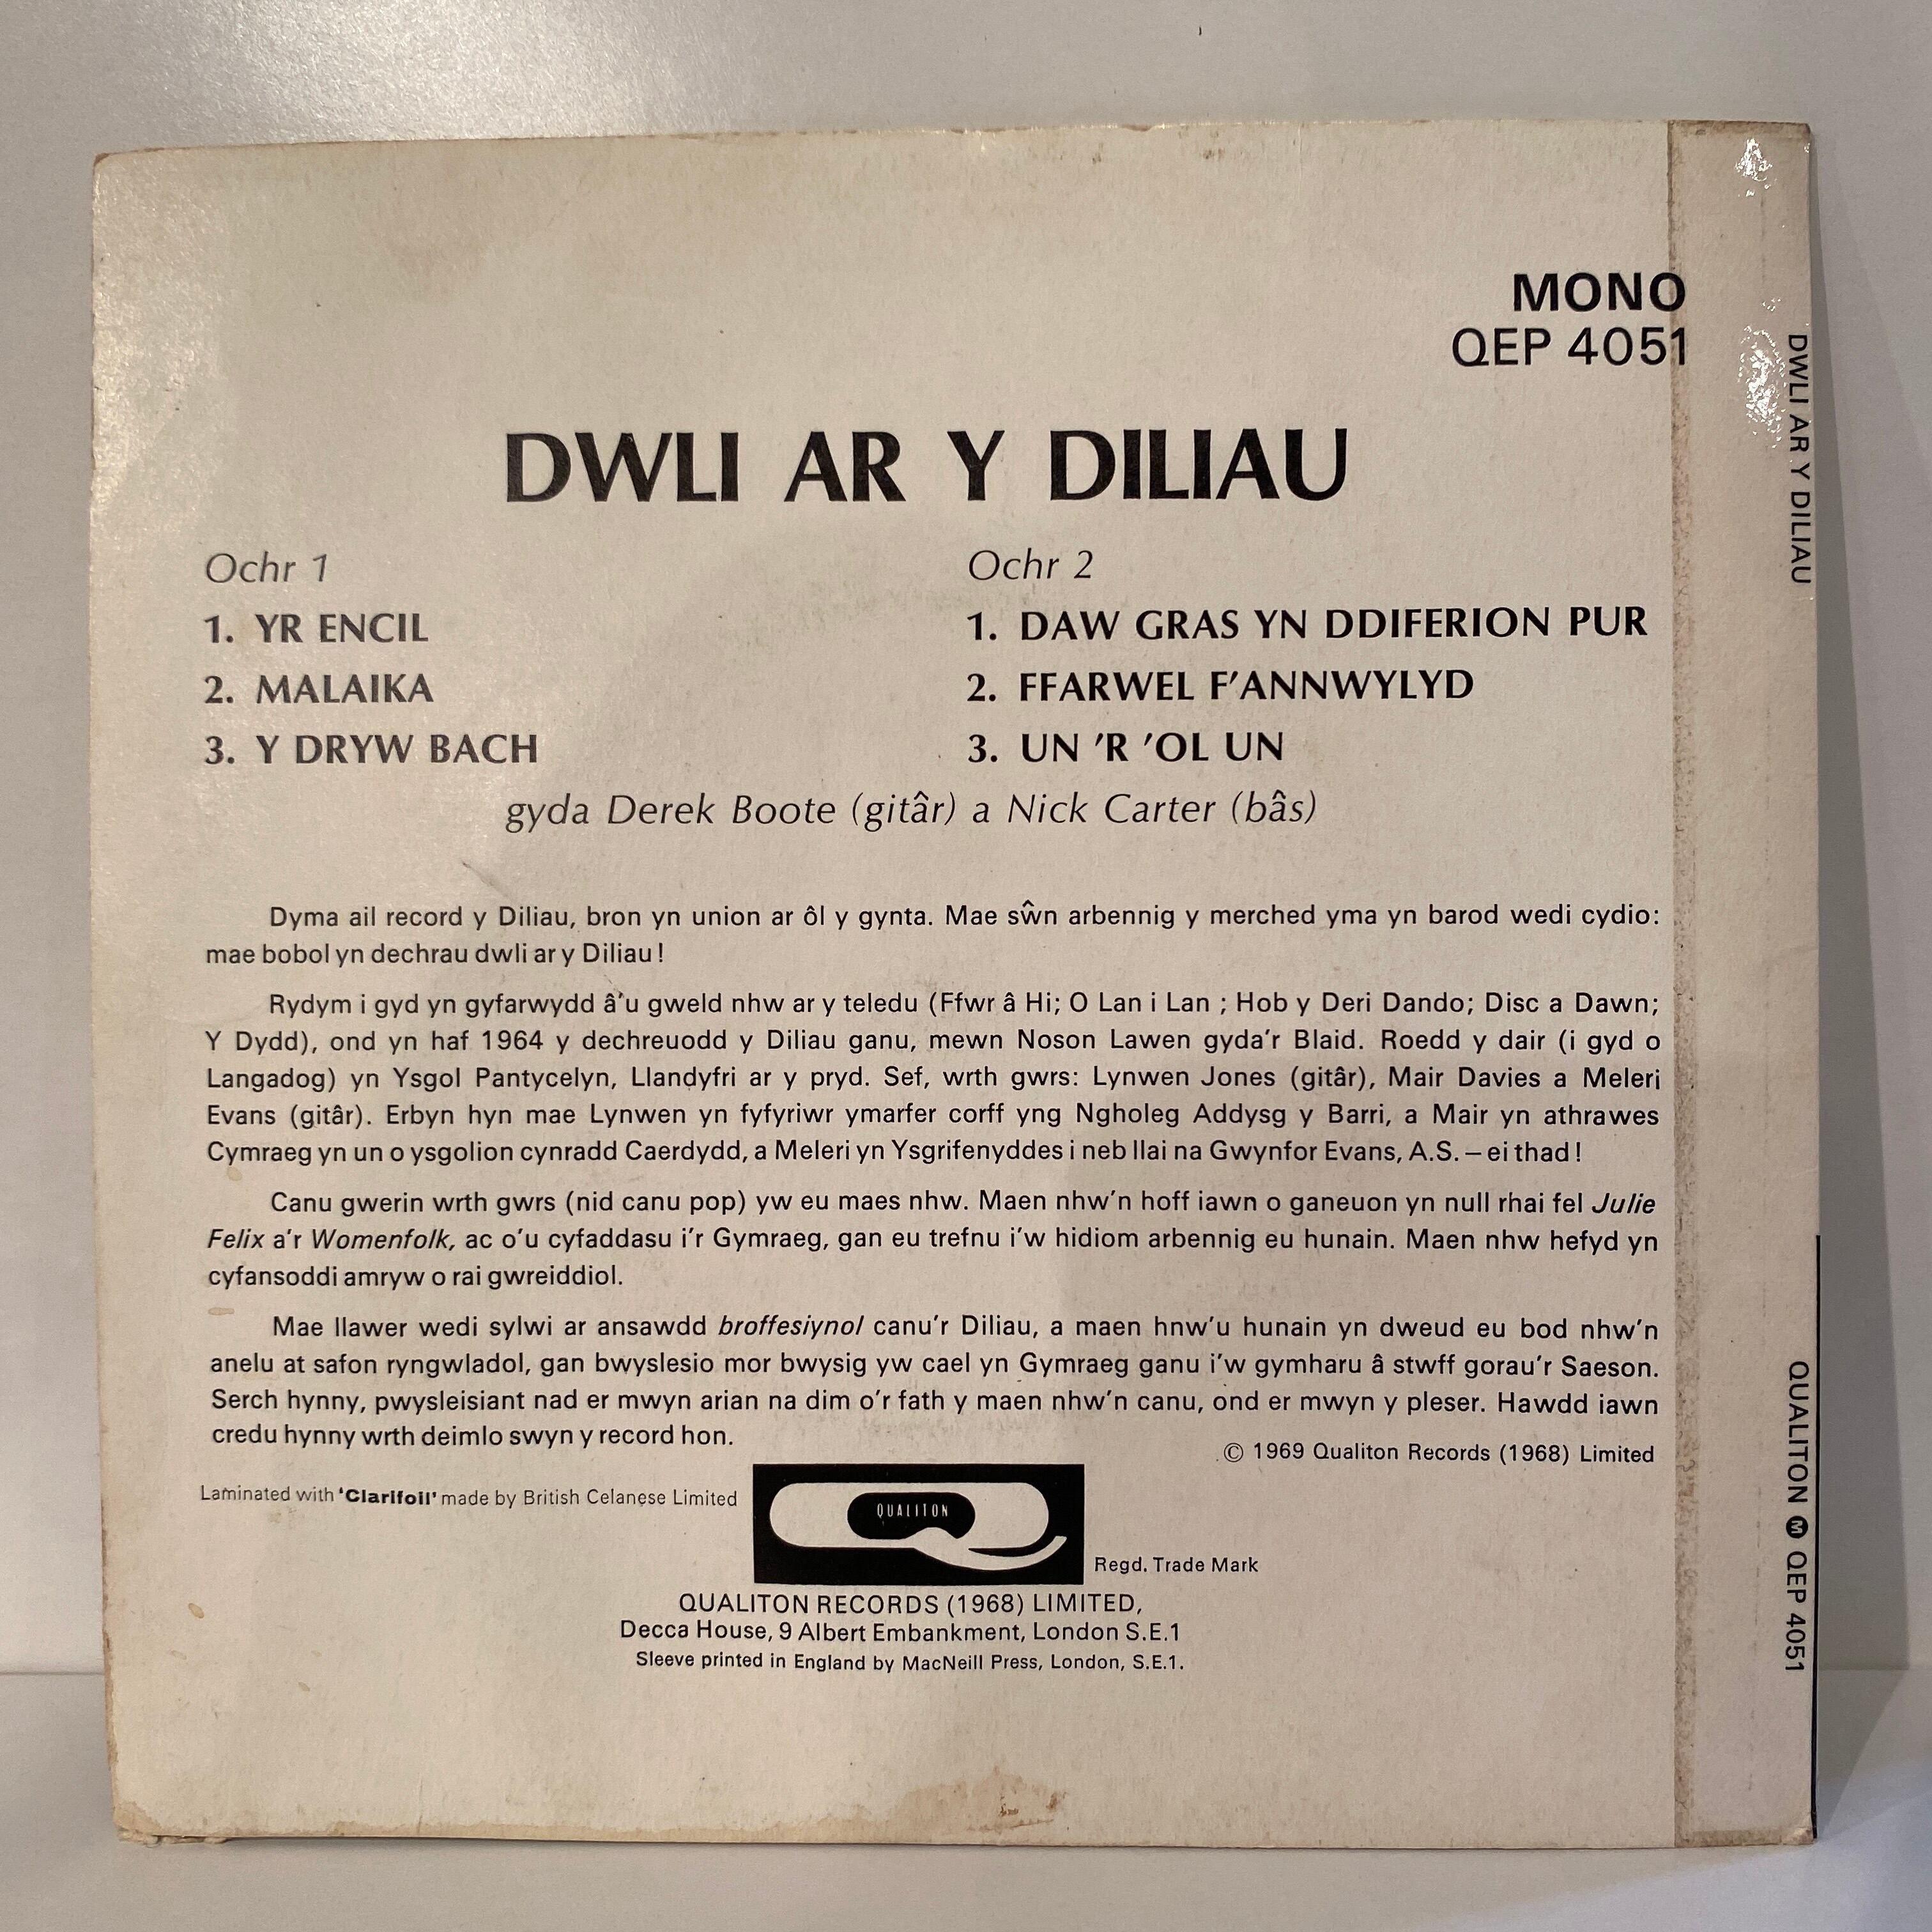 MONO
QEP 4051
DWLI AR Y DILIAU
Ochr 1
1. YR ENCIL
2. MALAIKA
3. Y DRYW BACH
Ochr 2
1. DAW GRAS YN DDIFERION PUR
2. FFARWEL F'ANNWYLYD
3. UN 'R 'OL UN
gyda Derek Boote (gitâr) a Nick Carter (bâs)
Dyma ail record y Diliau, bron yn union ar ôl y gynta. Mae sŵn arbennig y merched yma yn barod wedi cydio:
mae bobol yn dechrau dwli ar y Diliau!
Rydym i gyd yn gyfarwydd â'u gweld nhw ar y teledu (Ffwr â Hi; O Lan i Lan ; Hob y Deri Dando; Disc a Dawn;
Y Dydd), ond yn haf 1964 y dechreuodd y Diliau ganu, mewn Noson Lawen gyda'r Blaid. Roedd y dair (i gyd o
Langadog) yn Ysgol Pantycelyn, Llandyfri ar y pryd. Sef, wrth gwrs: Lynwen Jones (gitâr), Mair Davies a Meleri
Evans (gitâr). Erbyn hyn mae Lynwen yn fyfyriwr ymarfer corff yng Ngholeg Addysg y Barri, a Mair yn athrawes
Cymraeg yn un o ysgolion cynradd Caerdydd, a Meleri yn Ysgrifenyddes i neb llai na Gwynfor Evans, A.S. – ei thad!
Canu gwerin wrth gwrs (nid canu pop) yw eu maes nhw. Maen nhw'n hoff iawn o ganeuon yn null rhai fel Julie
Felix a'r Womenfolk, ac o'u cyfaddasu i'r Gymraeg, gan eu trefnu i'w hidiom arbennig eu hunain. Maen nhw hefyd yn
cyfansoddi amryw o rai gwreiddiol.
Mae llawer wedi sylwi ar ansawdd broffesiynol canu'r Diliau, a maen hnw'u hunain yn dweud eu bod nhw'n
anelu at safon ryngwladol, gan bwyslesio mor bwysig yw cael yn Gymraeg ganu i'w gymharu â stwff gorau'r Saeson.
Serch hynny, pwysleisiant nad er mwyn arian na dim o'r fath y maen nhw'n canu, ond er mwyn y pleser. Hawdd iawn
credu hynny wrth deimlo swyn y record hon.
© 1969 Qualiton Records (1968) Limited
Laminated with 'Clarifoil' made by British Celanese Limited
QUALITON
Regd. Trade Mark
QUALITON RECORDS (1968) LIMITED,
Decca House, 9 Albert Embankment, London S.E.1
Sleeve printed in England by MacNeill Press, London, S.E.1.
DWLI AR Y DILIAU
QUALITON M QEP 4051